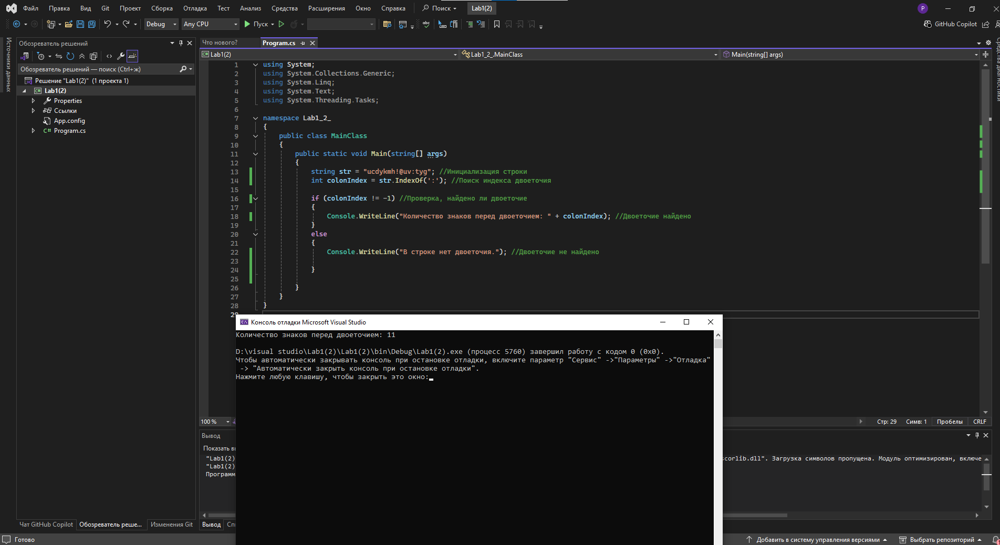 Файл Правка Вид Git Проект Сборка Отладка Тест Анализ Средства Расширения Окно Справка Поиск Lab1(2) P
Debug Any CPU Пуск abc GitHub Copilot
Источники данных
Обозреватель решений
Обозреватель решений — поиск (Ctrl+ж)
Решение "Lab1(2)" (1 проекта 1)
C# Lab1(2)
Properties
Ссылки
App.config
C# Program.cs
Чат GitHub Copilot Обозреватель реше... Изменения Git
Что нового? Program.cs
C# Lab1(2) Lab1_2_.MainClass Main(string[] args)
1 using System;
2 using System.Collections.Generic;
3 using System.Linq;
4 using System.Text;
5 using System.Threading.Tasks;
6
7 namespace Lab1_2_
8 {
9 public class MainClass
10 {
11 public static void Main(string[] args)
12 {
13 string str = "ucdykmh!@uv:tyg"; //Инициализация строки
14 int colonIndex = str.IndexOf(':'); //Поиск индекса двоеточия
15
16 if (colonIndex != -1) //Проверка, найдено ли двоеточие
17 {
18 Console.WriteLine("Количество знаков перед двоеточием: " + colonIndex); //Двоеточие найдено
19 }
20 else
21 {
22 Console.WriteLine("В строке нет двоеточия."); //Двоеточие не найдено
23
24 }
25
26 }
27 }
28 }
29
Консоль отладки Microsoft Visual Studio
Количество знаков перед двоеточием: 11
D:\visual studio\Lab1(2)\Lab1(2)\bin\Debug\Lab1(2).exe (процесс 5760) завершил работу с кодом 0 (0x0).
Чтобы автоматически закрывать консоль при остановке отладки, включите параметр "Сервис" ->"Параметры" ->"Отладка"
-> "Автоматически закрыть консоль при остановке отладки".
Нажмите любую клавишу, чтобы закрыть это окно:
100 % Стр: 29 Симв: 1 Пробелы CRLF
Вывод
Показать
"Lab1(2) scorlib.dll". Загрузка символов пропущена. Модуль оптимизирован, включе
"Lab1(2)
Программ
Вывод
Средства диагностики
Готово Добавить в систему управления версиями Выбрать репозиторий